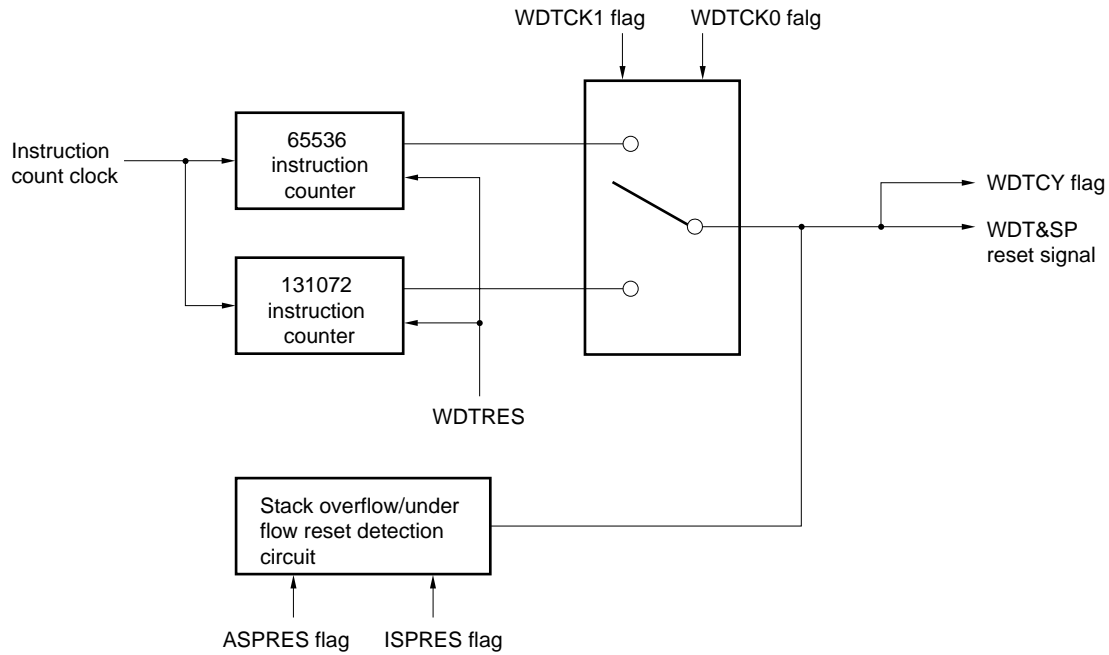 WDTCK1 flag
WDTCK0 falg
Instruction
count clock
65536
instruction
counter
131072
instruction
counter
WDTRES
WDTCY flag
WDT&SP
reset signal
Stack overflow/under
flow reset detection
circuit
ASPRES flag
ISPRES flag